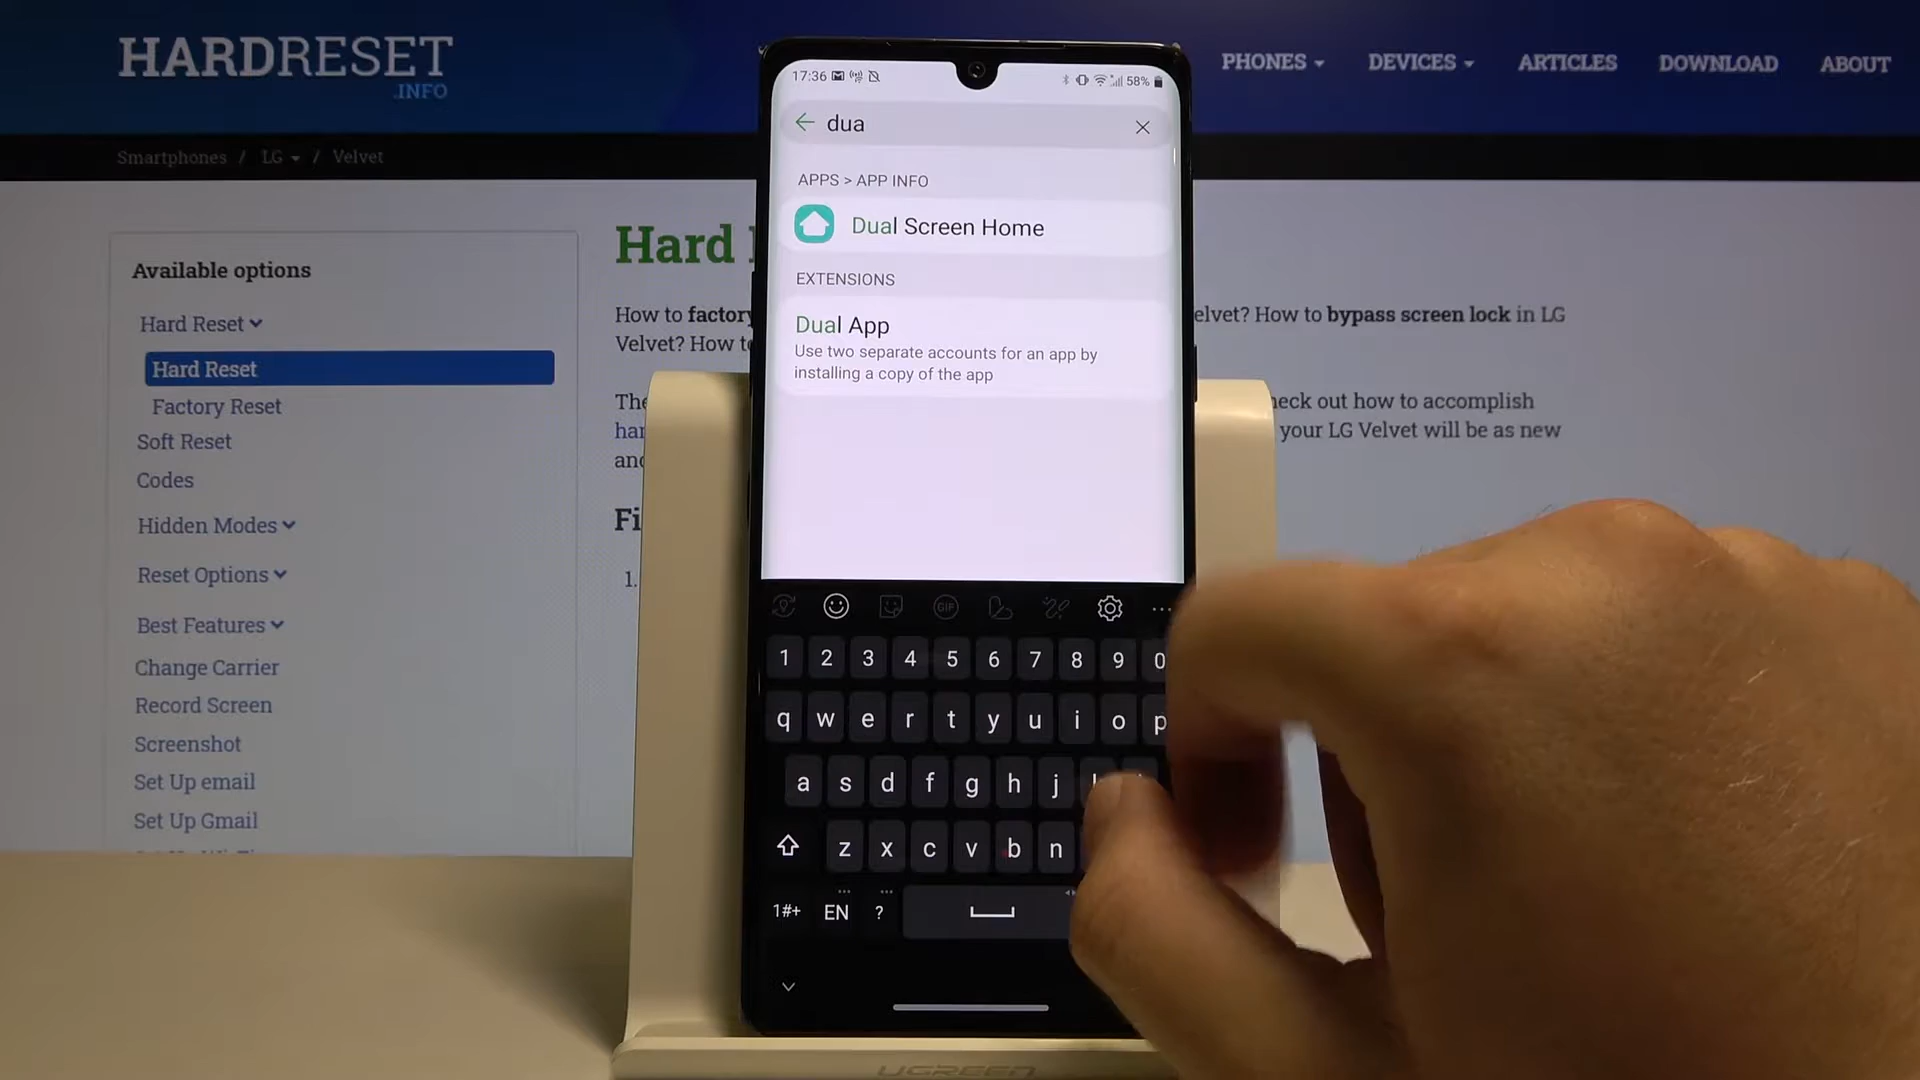 HARDRESET
.INFO
PHONES
DEVICES
ARTICLES
DOWNLOAD
ABOUT
Smartphones / LG / Velvet
Available options
Hard Reset
Hard Reset
Factory Reset
Soft Reset
Codes
Hidden Modes
Reset Options
Best Features
Change Carrier
Record Screen
Screenshot
Set Up email
Set Up Gmail
Hard
How to factory
Velvet? How to
elvet? How to bypass screen lock in LG
eck out how to accomplish
your LG Velvet will be as new
1.
17:36
58%
dua
APPS > APP INFO
Dual Screen Home
EXTENSIONS
Dual App
Use two separate accounts for an app by
installing a copy of the app
GIF
1 2 3 4 5 6 7 8 9 0
q w e r t y u i o p
a s d f g h j
z x c v b n
1#+ EN ?
UGREEN